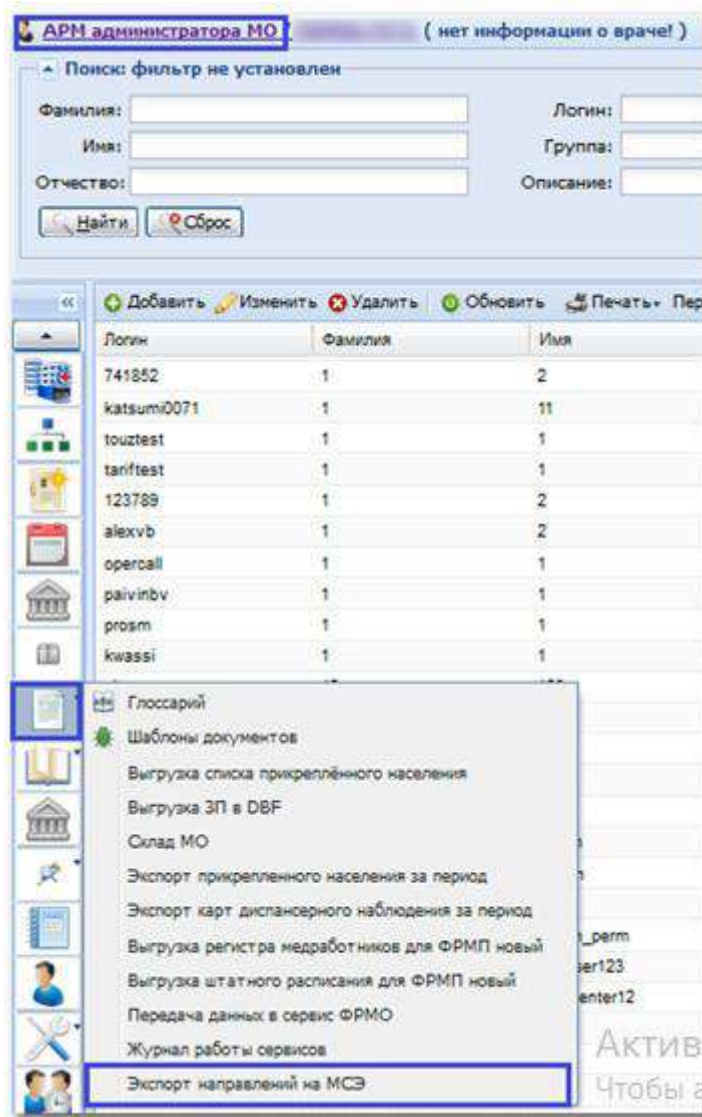 АРМ администратора МО ( нет информации о враче! )
Поиск: фильтр не установлен
Фамилия: Логин:
Имя: Группа:
Отчество: Описание:
Найти Сброс
Добавить Изменить Удалить Обновить Печать Пер
Логин Фамилия Имя
741852 1 2
katsumi0071 1 11
touztest 1 1
tariftest 1 1
123789 1 2
alexvb 1 2
opercall 1 1
paivinbv 1 1
prosm 1 1
kwassi 1 1
Глоссарий
Шаблоны документов
Выгрузка списка прикреплённого населения
Выгрузка ЗП в DBF
Склад МО
Экспорт прикрепленного населения за период
Экспорт карт диспансерного наблюдения за период
Выгрузка регистра медработников для ФРМП новый n_perm
Выгрузка штатного расписания для ФРМП новый ser123
enter12
Передача данных в сервис ФРМО
Журнал работы сервисов Актив
Экспорт направлений на МСЭ Чтобы а